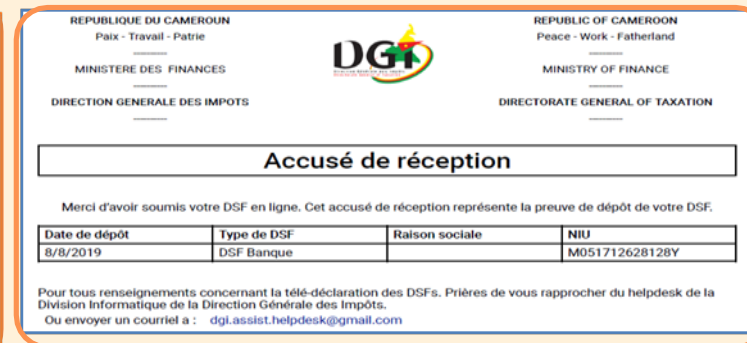 REPUBLIQUE DU CAMEROUN
Paix - Travail - Patrie
MINISTERE DES FINANCES
DIRECTION GENERALE DES IMPOTS
DGI
REPUBLIC OF CAMEROON
Peace - Work - Fatherland
MINISTRY OF FINANCE
DIRECTORATE GENERAL OF TAXATION
Accusé de réception
Merci d'avoir soumis votre DSF en ligne. Cet accusé de réception représente la preuve de dépôt de votre DSF.
Date de dépôt Type de DSF Raison sociale NIU
8/8/2019 DSF Banque M051712628128Y
Pour tous renseignements concernant la télé-déclaration des DSFs. Prières de vous rapprocher du helpdesk de la
Division Informatique de la Direction Générale des Impôts.
Ou envoyer un courriel a : dgi.assist.helpdesk@gmail.com